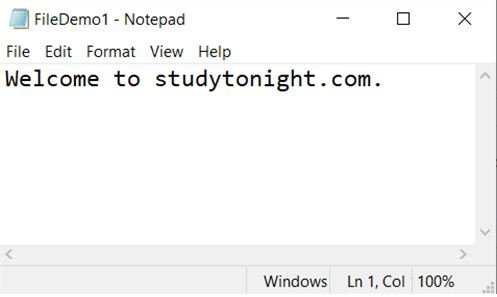 FileDemo1 - Notepad
File Edit Format View Help
Welcome to studytonight.com.
Windows Ln 1, Col 100%